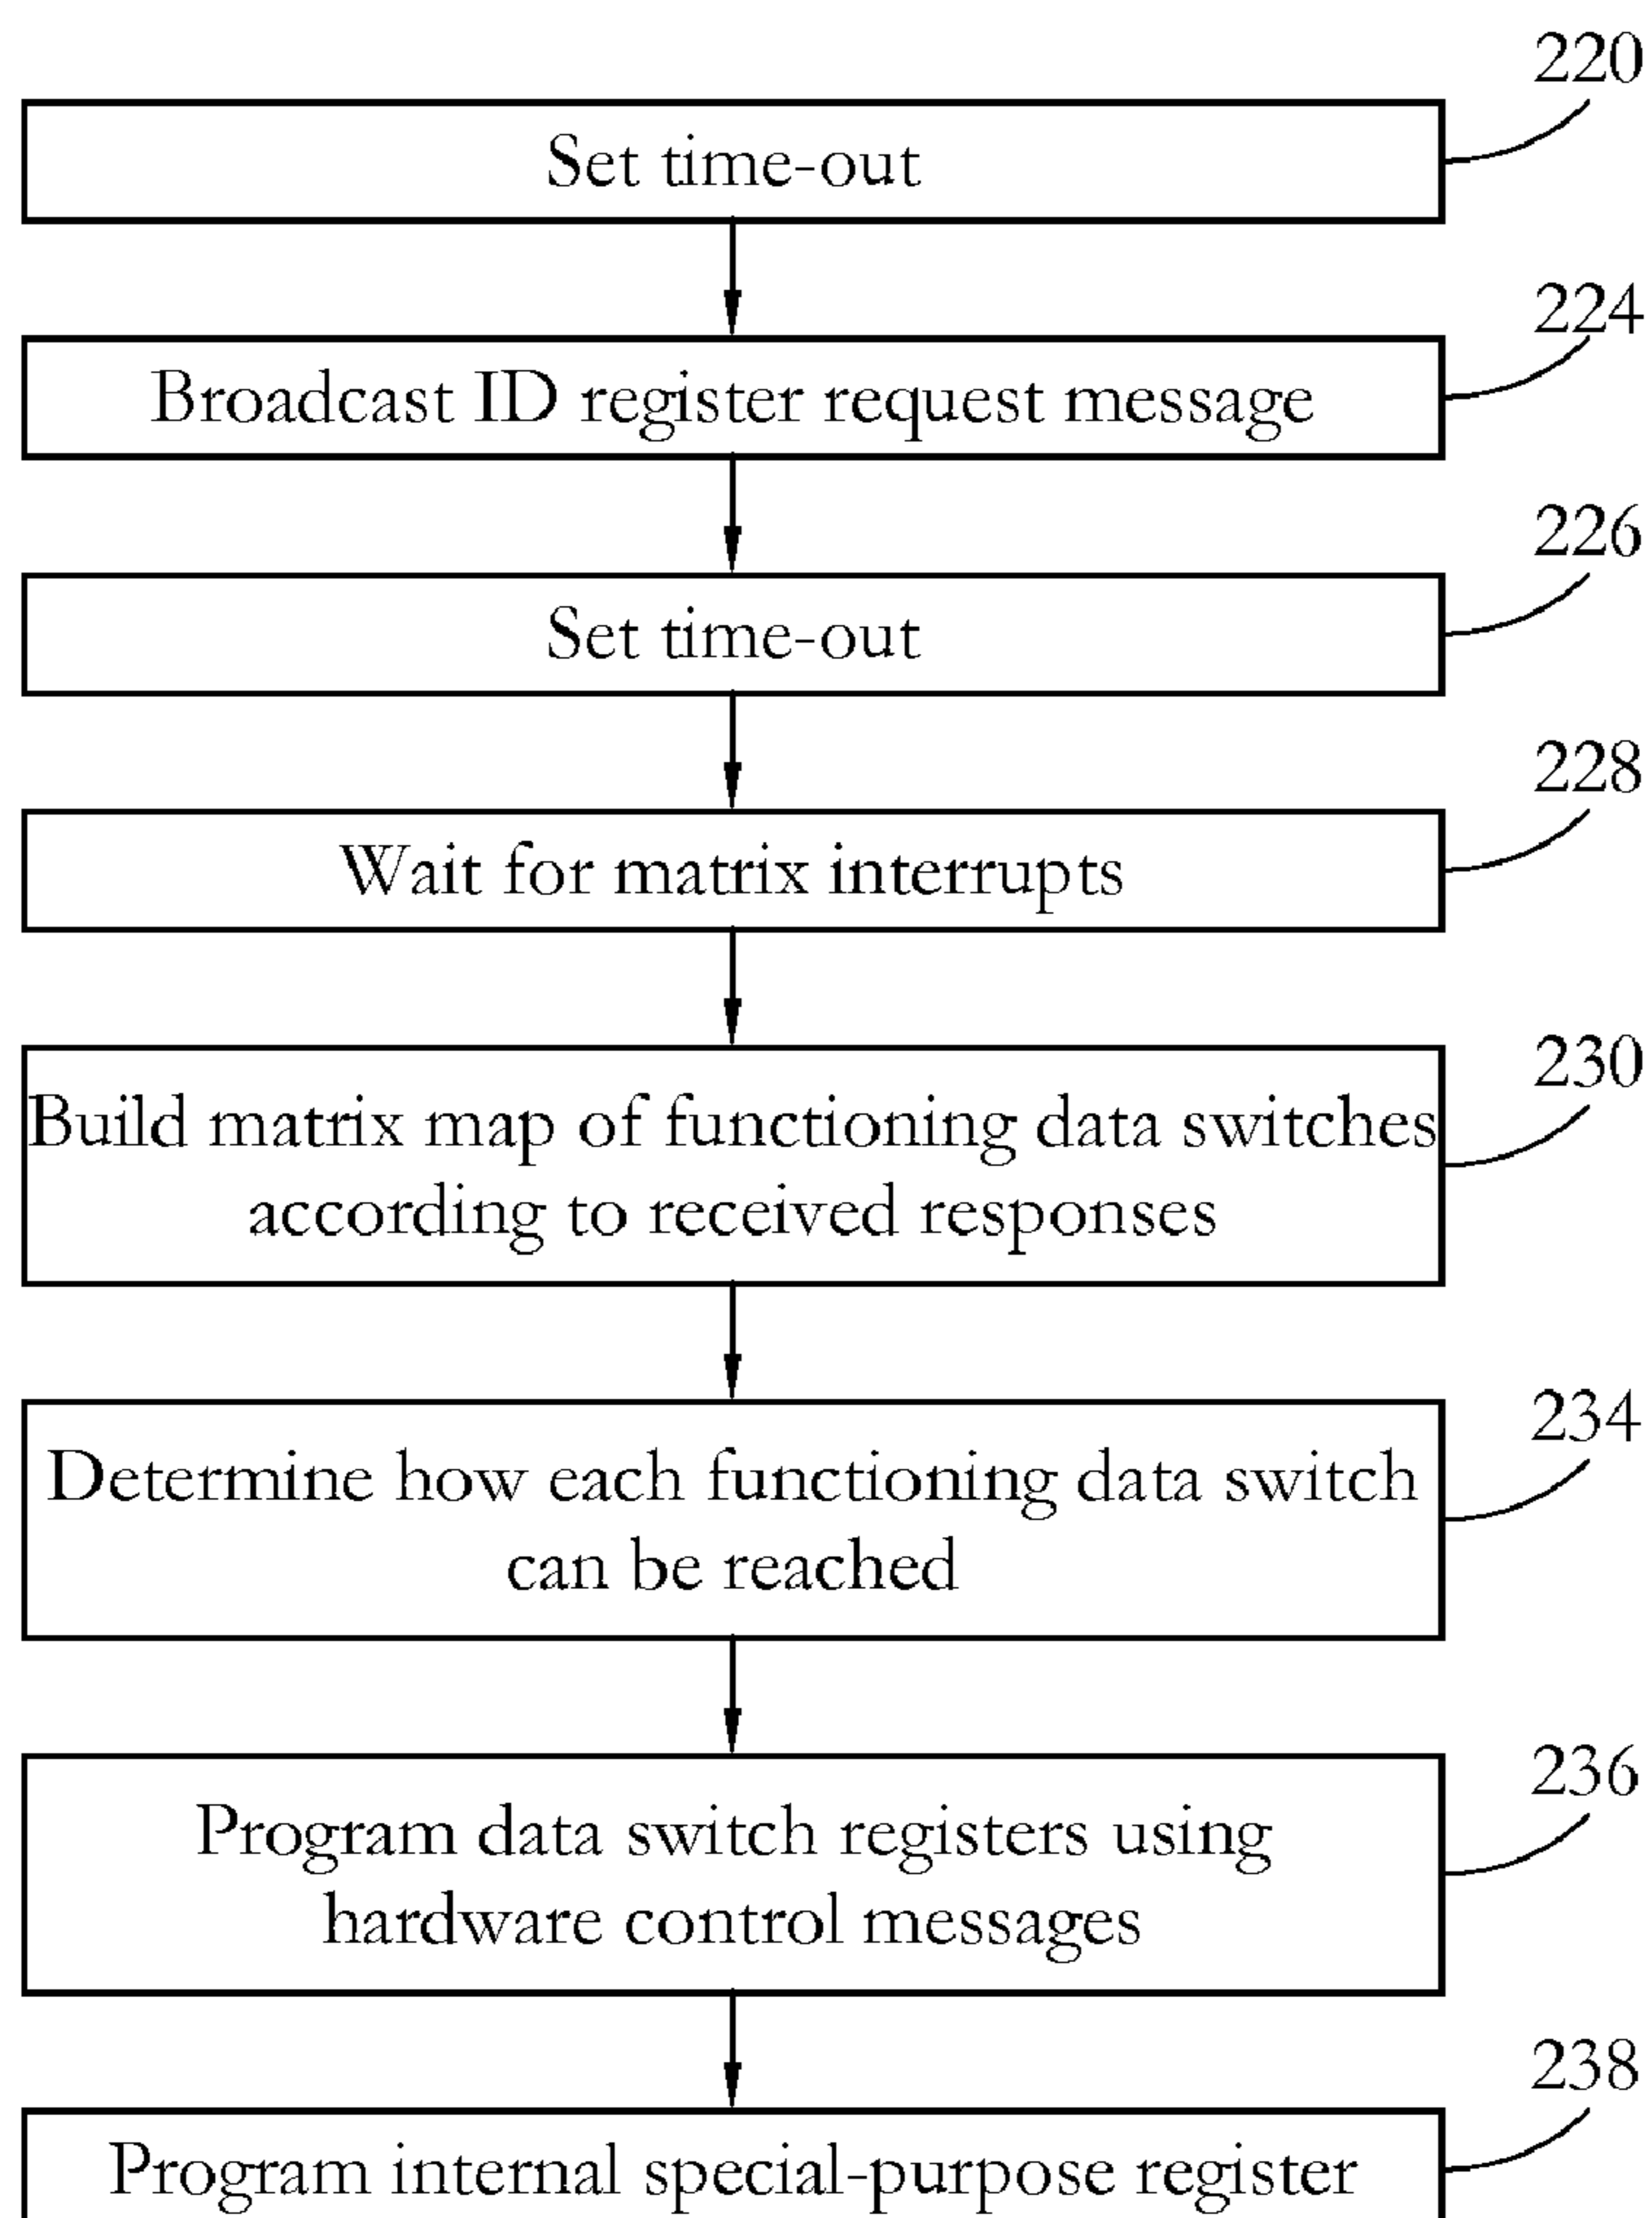 220
Set time-out
224
Broadcast ID register request message
226
Set time-out
228
Wait for matrix interrupts
230
Build matrix map of functioning data switches
according to received responses
234
Determine how each functioning data switch
can be reached
236
Program data switch registers using
hardware control messages
238
Program internal special-purpose register